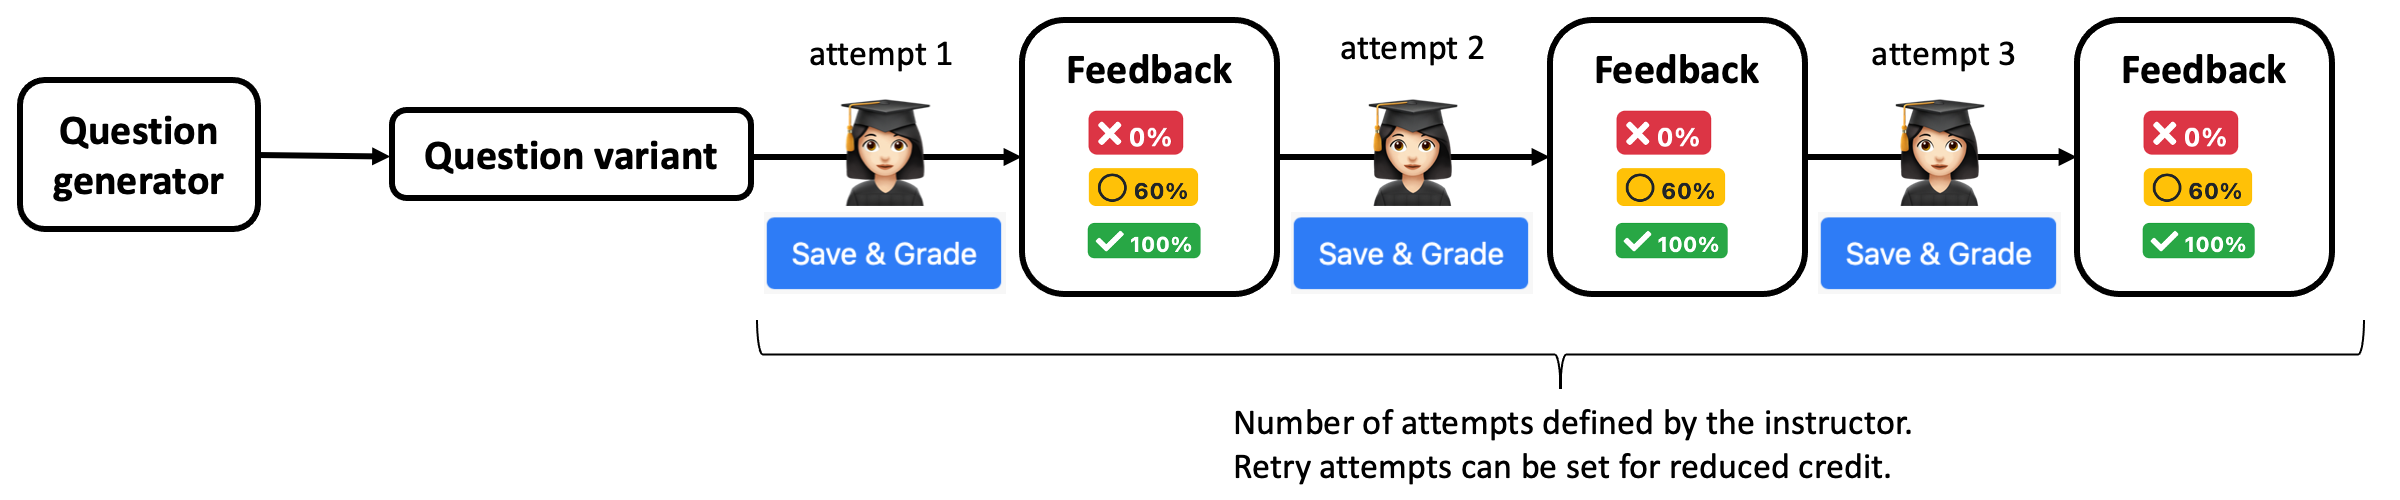 Question
generator
Question variant
attempt 1
Save & Grade
Feedback
0%
60%
100%
attempt 2
Save & Grade
Feedback
0%
60%
100%
attempt 3
Save & Grade
Feedback
0%
60%
100%
Number of attempts defined by the instructor.
Retry attempts can be set for reduced credit.